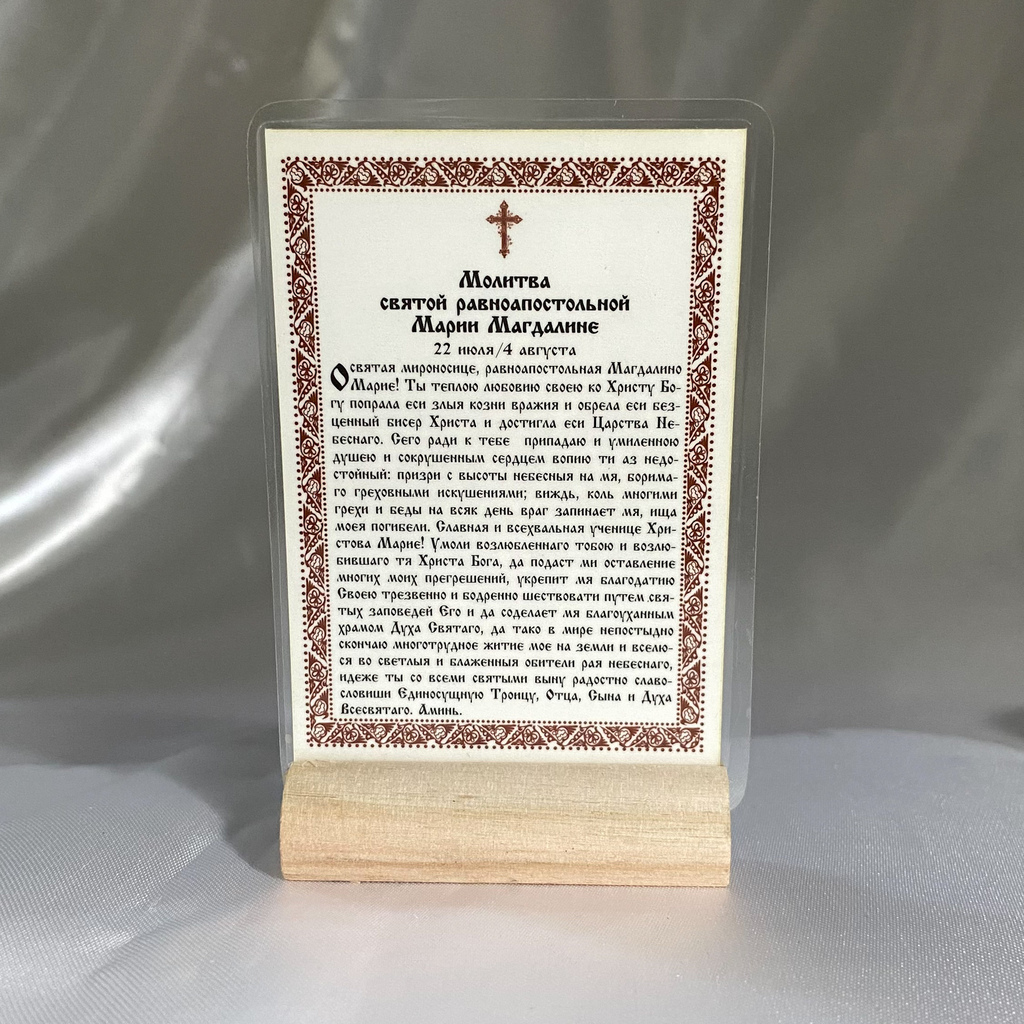 Молитва
святой равноапостольной
Марии Магдалине
22 июля/4 августа
О святая мироносице, равноапостольная Магдалино
Марие! Ты теплою любовию своею ко Христу Бо-
гу попрала еси злыя козни вражия и обрела еси без-
ценный бисер Христа и достигла еси Царства Не-
беснаго. Сего ради к тебе припадаю и умиленною
душею и сокрушенным сердцем вопию ти аз недо-
стойный: призри с высоты небесныя на мя, борима-
го греховными искушениями; виждь, коль многими
грехи и беды на всяк день враг запинает мя, ища
моея погибели. Славная и всехвальная ученице Хри-
стова Марие! Умоли возлюбленнаго тобою и возлю-
бившаго тя Христа Бога, да подаст ми оставление
многих моих прегрешений, укрепит мя благодатию
Своею трезвенно и бодренно шествовати путем свя-
тых заповедей Его и да соделает мя благоуханным
храмом Духа Святаго, да тако в мире непостыдно
скончаю многотрудное житие мое на земли и вселю-
ся во светлыя и блаженныя обители рая небеснаго,
идеже ты со всеми святыми выну радостно славо-
словиши Единосущную Троицу, Отца, Сына и Духа
Всесвятаго. Аминь.